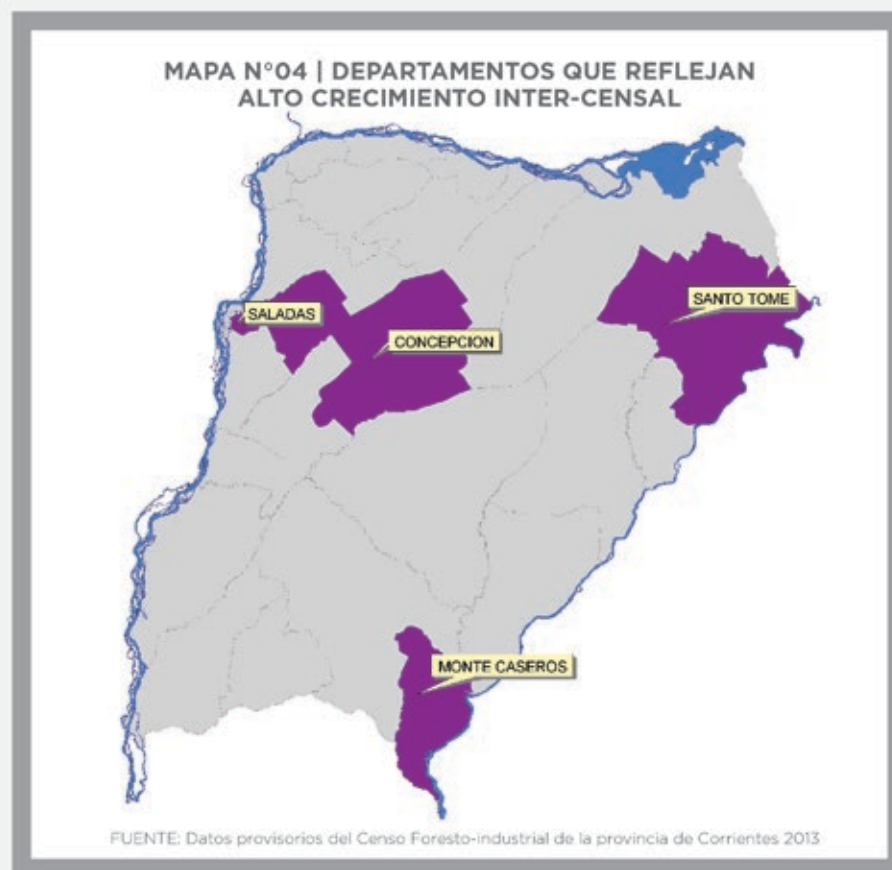 MAPA N°04 | DEPARTAMENTOS QUE REFLEJAN
ALTO CRECIMIENTO INTER-CENSAL
SANTO TOME
SALADAS
CONCEPCION
MONTE CASEROS
FUENTE: Datos provisorios del Censo Foresto-industrial de la provincia de Corrientes 2013